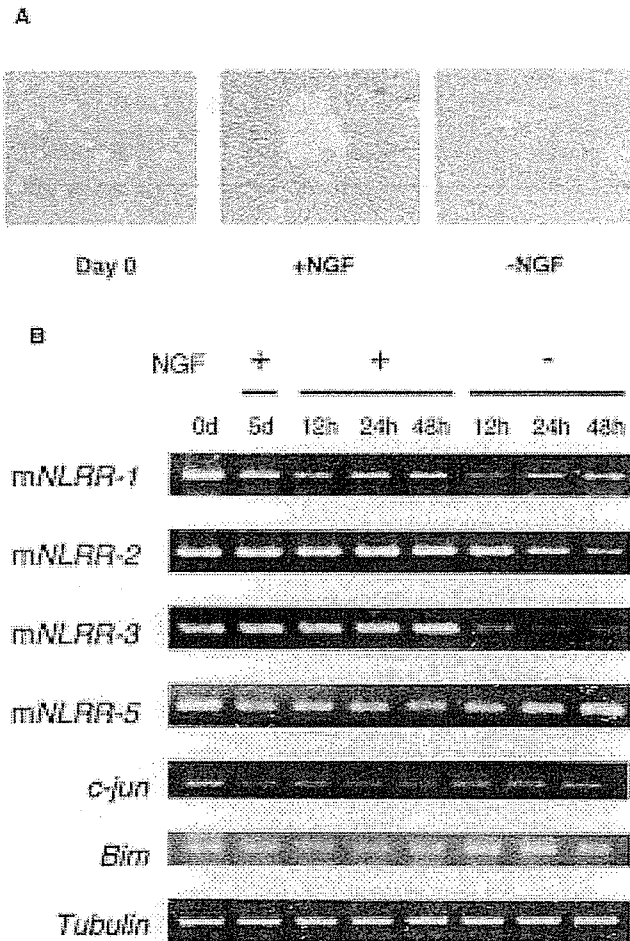 A
Day 0 +NGF -NGF
B
NGF + + -
0d 5d 12h 24h 48h 12h 24h 48h
mNLRR-1
mNLRR-2
mNLRR-3
mNLRR-5
c-jun
Bim
Tubulin